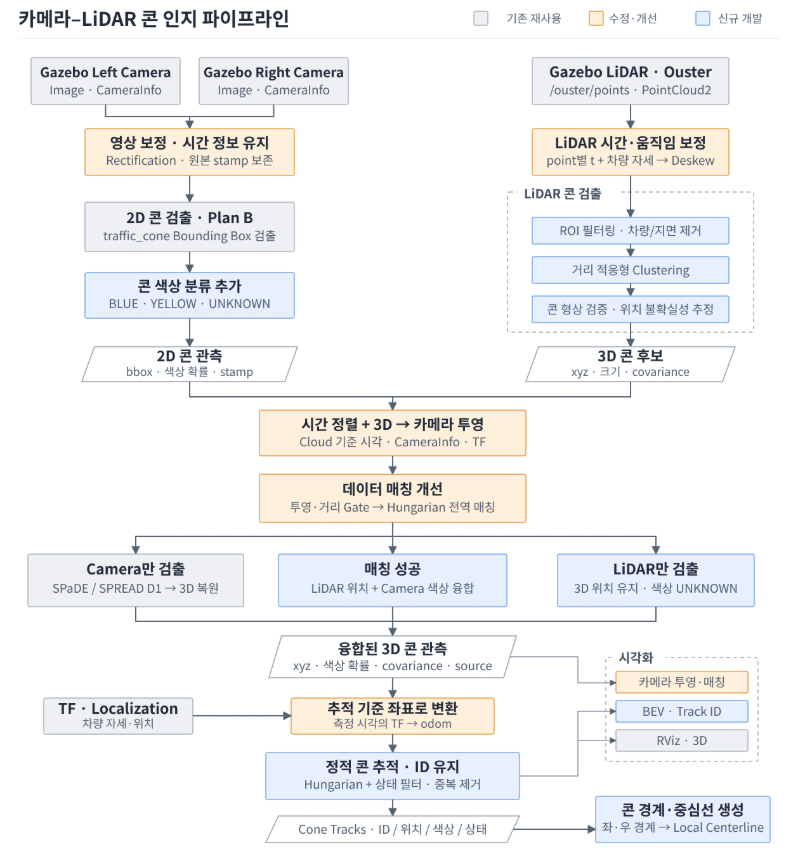 카메라–LiDAR 콘 인지 파이프라인
기존 재사용
수정·개선
신규 개발
Gazebo Left Camera
Image · CameraInfo
Gazebo Right Camera
Image · CameraInfo
Gazebo LiDAR · Ouster
/ouster/points · PointCloud2
영상 보정 · 시간 정보 유지
Rectification · 원본 stamp 보존
LiDAR 시간·움직임 보정
point별 t + 차량 자세 → Deskew
2D 콘 검출 · Plan B
traffic_cone Bounding Box 검출
LiDAR 콘 검출
ROI 필터링 · 차량/지면 제거
거리 적응형 Clustering
콘 형상 검증 · 위치 불확실성 추정
콘 색상 분류 추가
BLUE · YELLOW · UNKNOWN
2D 콘 관측
bbox · 색상 확률 · stamp
3D 콘 후보
xyz · 크기 · covariance
시간 정렬 + 3D → 카메라 투영
Cloud 기준 시각 · CameraInfo · TF
데이터 매칭 개선
투영·거리 Gate → Hungarian 전역 매칭
Camera만 검출
SPaDE / SPREAD D1 → 3D 복원
매칭 성공
LiDAR 위치 + Camera 색상 융합
LiDAR만 검출
3D 위치 유지 · 색상 UNKNOWN
융합된 3D 콘 관측
xyz · 색상 확률 · covariance · source
시각화
카메라 투영·매칭
BEV · Track ID
RViz · 3D
TF · Localization
차량 자세·위치
추적 기준 좌표로 변환
측정 시각의 TF → odom
정적 콘 추적 · ID 유지
Hungarian + 상태 필터 · 중복 제거
Cone Tracks · ID / 위치 / 색상 / 상태
콘 경계·중심선 생성
좌·우 경계 → Local Centerline